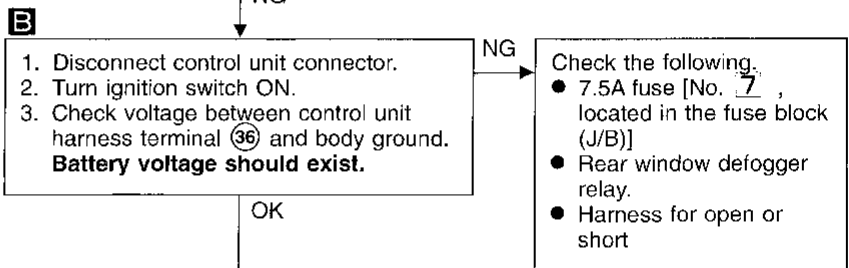 NG
B
1. Disconnect control unit connector.
2. Turn ignition switch ON.
3. Check voltage between control unit
harness terminal 36 and body ground.
Battery voltage should exist.
NG
Check the following.
● 7.5A fuse [No. 7 ,
located in the fuse block
(J/B)]
● Rear window defogger
relay.
● Harness for open or
short
OK